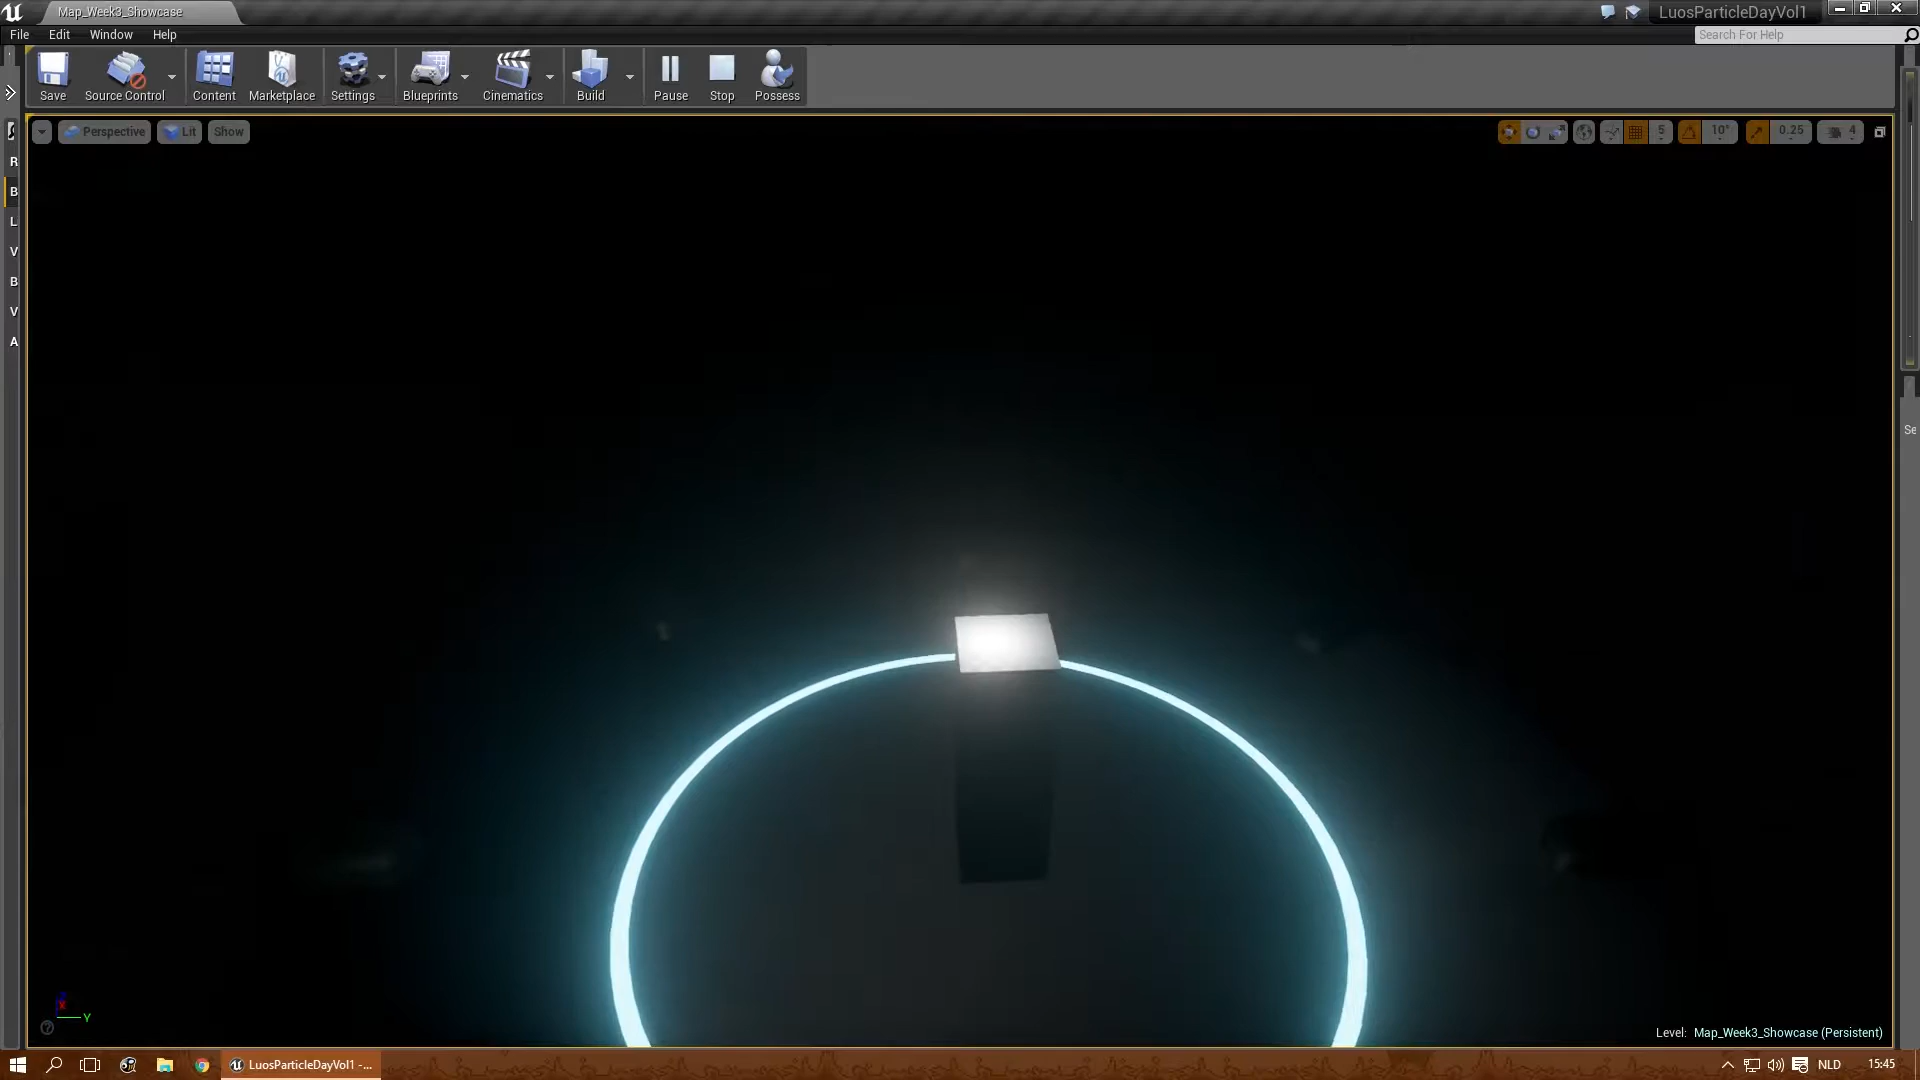 Map_Week3_Showcase
LuosParticleDayVol1
File Edit Window Help
Search For Help
Save Source Control Content Marketplace Settings Blueprints Cinematics Build Pause Stop Possess
Perspective Lit Show
5 10° 0.25 4
R
B
L
V
B
V
A
Se
X
Y
Level: Map_Week3_Showcase (Persistent)
LuosParticleDayVol1 -...
NLD 15:45